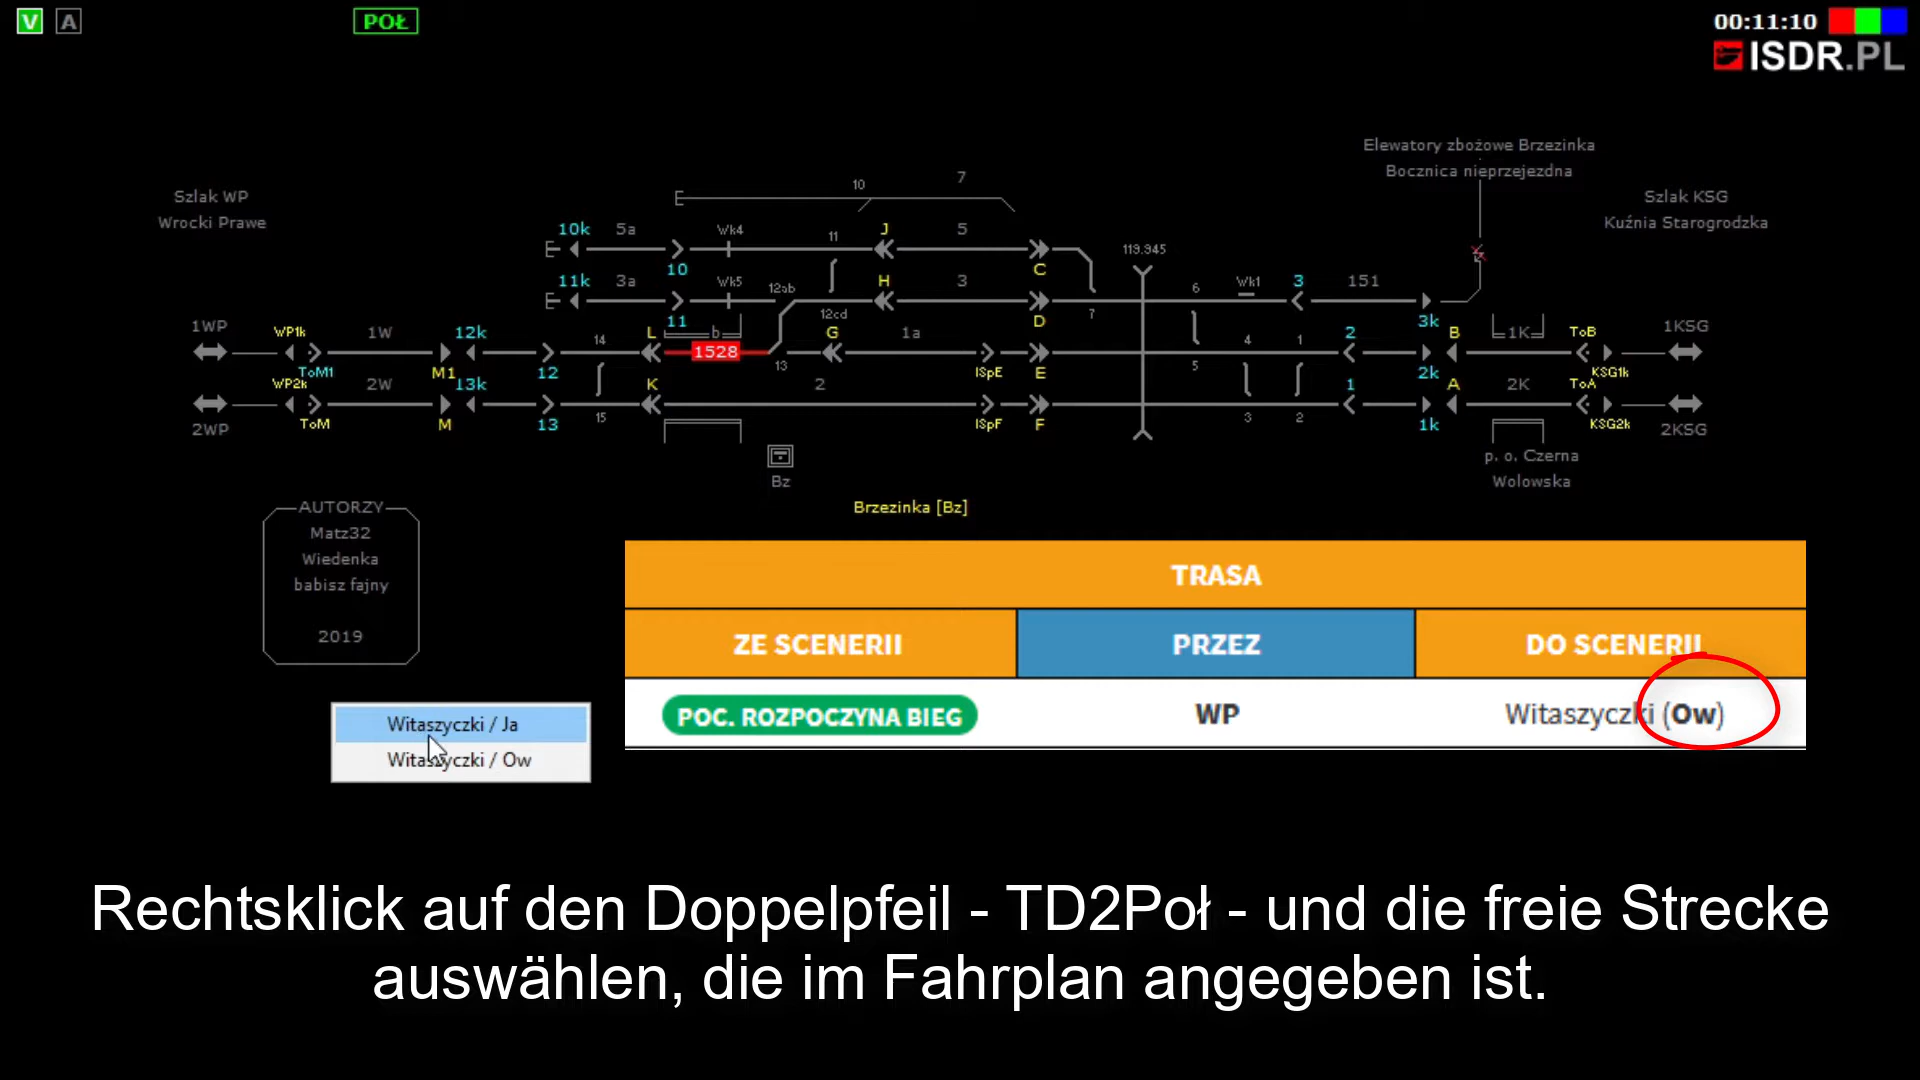 V A POŁ 00:11:10
ISDR.PL
Elewatory zbożowe Brzezinka
Bocznica nieprzejezdna
Szlak WP
Wrocki Prawe
Szlak KSG
Kuźnia Starogrodzka
10 7
10k 5a Wk4 11 J 5 119.945
10 C
11k 3a Wk5 12ab H 3 6 Wk1 3 151
11 b 12cd D 7 3k
1WP WP1k 1W 12k 14 L G 1a 4 1 2 B 1K ToB 1KSG
1528
ToM1 M1 12 13 ISpE E 5 2k A KSG1k
WP2k 2W 13k K 2 1 2K ToA
2WP ToM M 13 15 ISpF F 3 2 1k KSG2k 2KSG
p. o. Czerna
Wolowska
Bz
Brzezinka [Bz]
AUTORZY
Matz32
Wiedenka
babisz fajny
2019
TRASA
ZE SCENERII PRZEZ DO SCENERII
POC. ROZPOCZYNA BIEG WP Witaszyczki (Ow)
Witaszyczki / Ja
Witaszyczki / Ow
Rechtsklick auf den Doppelpfeil - TD2Poł - und die freie Strecke
auswählen, die im Fahrplan angegeben ist.